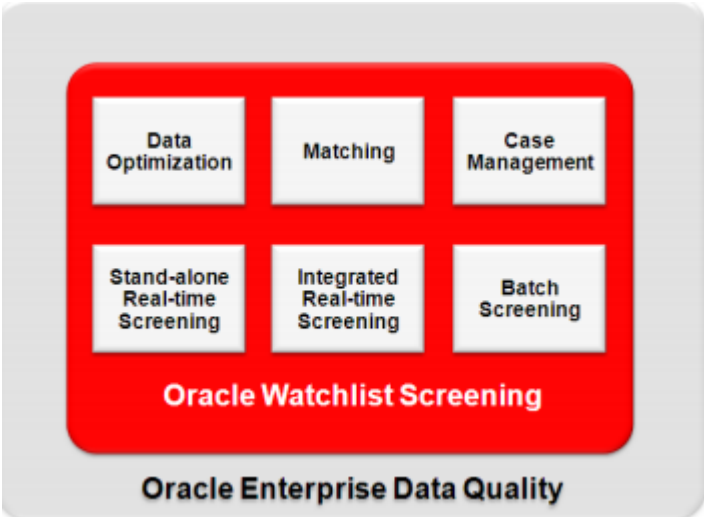 Data
Optimization
Matching
Case
Management
Stand-alone
Real-time
Screening
Integrated
Real-time
Screening
Batch
Screening
Oracle Watchlist Screening
Oracle Enterprise Data Quality